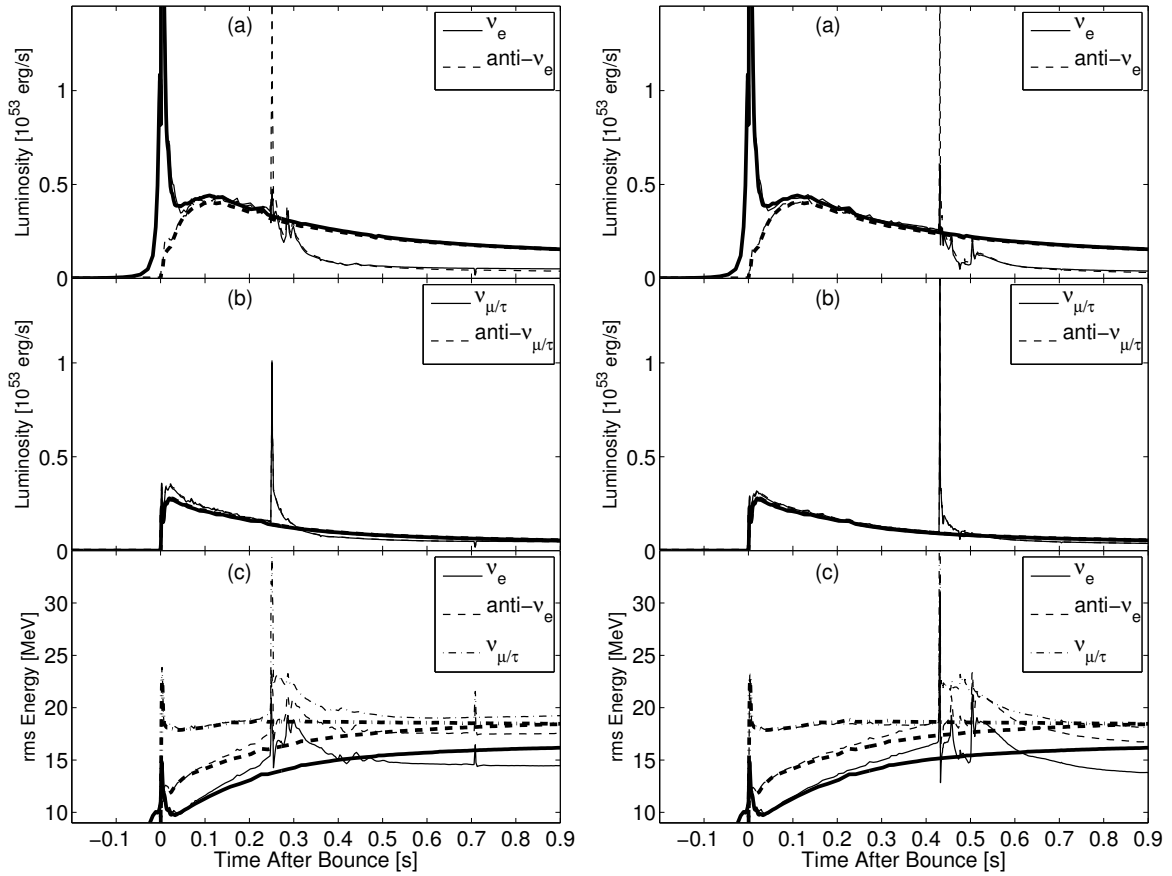 (a)
ν_e
anti−ν_e
Luminosity [10^53 erg/s]
1
0.5
0
(b)
ν_μ/τ
anti−ν_μ/τ
Luminosity [10^53 erg/s]
1
0.5
0
(c)
ν_e
anti−ν_e
ν_μ/τ
rms Energy [MeV]
30
25
20
15
10
−0.1 0 0.1 0.2 0.3 0.4 0.5 0.6 0.7 0.8 0.9
Time After Bounce [s]
(a)
ν_e
anti−ν_e
Luminosity [10^53 erg/s]
1
0.5
0
(b)
ν_μ/τ
anti−ν_μ/τ
Luminosity [10^53 erg/s]
1
0.5
0
(c)
ν_e
anti−ν_e
ν_μ/τ
rms Energy [MeV]
30
25
20
15
10
−0.1 0 0.1 0.2 0.3 0.4 0.5 0.6 0.7 0.8 0.9
Time After Bounce [s]